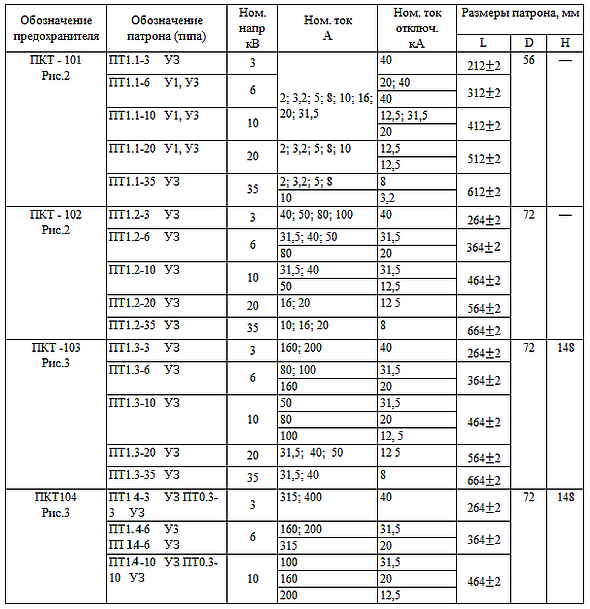 Обозначение предохранителя | Обозначение патрона (типа) | Ном. напр кВ | Ном. ток А | Ном. ток отключ. кА | Размеры патрона, мм
L | D | H
ПКТ - 101 Рис.2 | ПТ1.1-3 У3 | 3 | 2; 3,2; 5; 8; 10; 16; 20; 31,5 | 40 | 212±2 | 56 | —
ПТ1.1-6 У1, У3 | 6 | 20; 40 | 312±2
40
ПТ1.1-10 У1, У3 | 10 | 12,5; 31,5 | 412±2
20
ПТ1.1-20 У1, У3 | 20 | 2; 3,2; 5; 8; 10 | 12,5 | 512±2
12,5
ПТ1.1-35 У3 | 35 | 2; 3,2; 5; 8 | 8 | 612±2
10 | 3,2
ПКТ - 102 Рис.2 | ПТ1.2-3 У3 | 3 | 40; 50; 80; 100 | 40 | 264±2 | 72 | —
ПТ1.2-6 У3 | 6 | 31,5; 40; 50 | 31,5 | 364±2
80 | 20
ПТ1.2-10 У3 | 10 | 31,5; 40 | 31,5 | 464±2
50 | 12,5
ПТ1.2-20 У3 | 20 | 16; 20 | 12 5 | 564±2
ПТ1.2-35 У3 | 35 | 10; 16; 20 | 8 | 664±2
ПКТ -103 Рис.3 | ПТ1.3-3 У3 | 3 | 160; 200 | 40 | 264±2 | 72 | 148
ПТ1.3-6 У3 | 6 | 80; 100 | 31,5 | 364±2
160 | 20
ПТ1.3-10 У3 | 10 | 50 | 31,5 | 464±2
80 | 20
100 | 12, 5
ПТ1.3-20 У3 | 20 | 31,5; 40; 50 | 12 5 | 564±2
ПТ1.3-35 У3 | 35 | 31,5; 40 | 8 | 664±2
ПКТ104 Рис.3 | ПТ1 4-3 У3 ПТ0.3-3 У3 | 3 | 315; 400 | 40 | 264±2 | 72 | 148
ПТ1.4-6 У3 | 6 | 160; 200 | 31,5 | 364±2
ПТ 1.4-6 У3 | 315 | 20
ПТ1.4-10 У3 ПТ0.3-10 У3 | 10 | 100 | 31,5 | 464±2
160 | 20
200 | 12,5